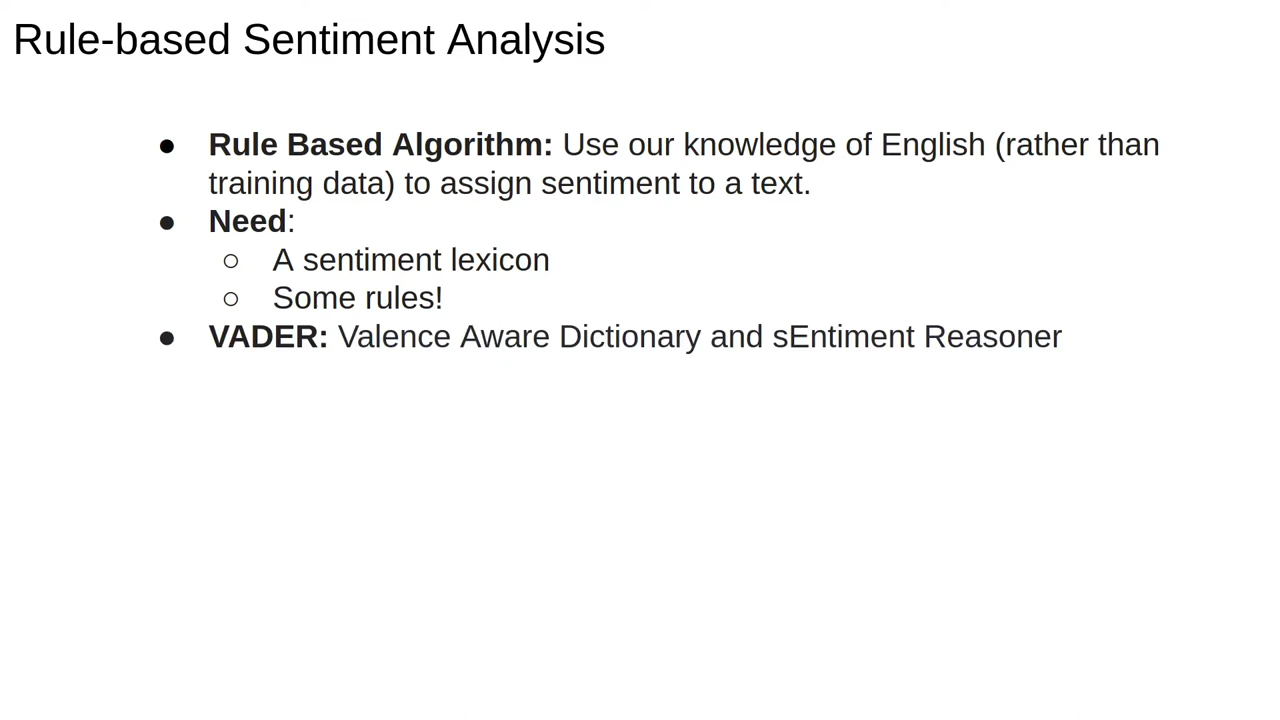 Rule-based Sentiment Analysis
● Rule Based Algorithm: Use our knowledge of English (rather than
training data) to assign sentiment to a text.
● Need:
○ A sentiment lexicon
○ Some rules!
● VADER: Valence Aware Dictionary and sEntiment Reasoner